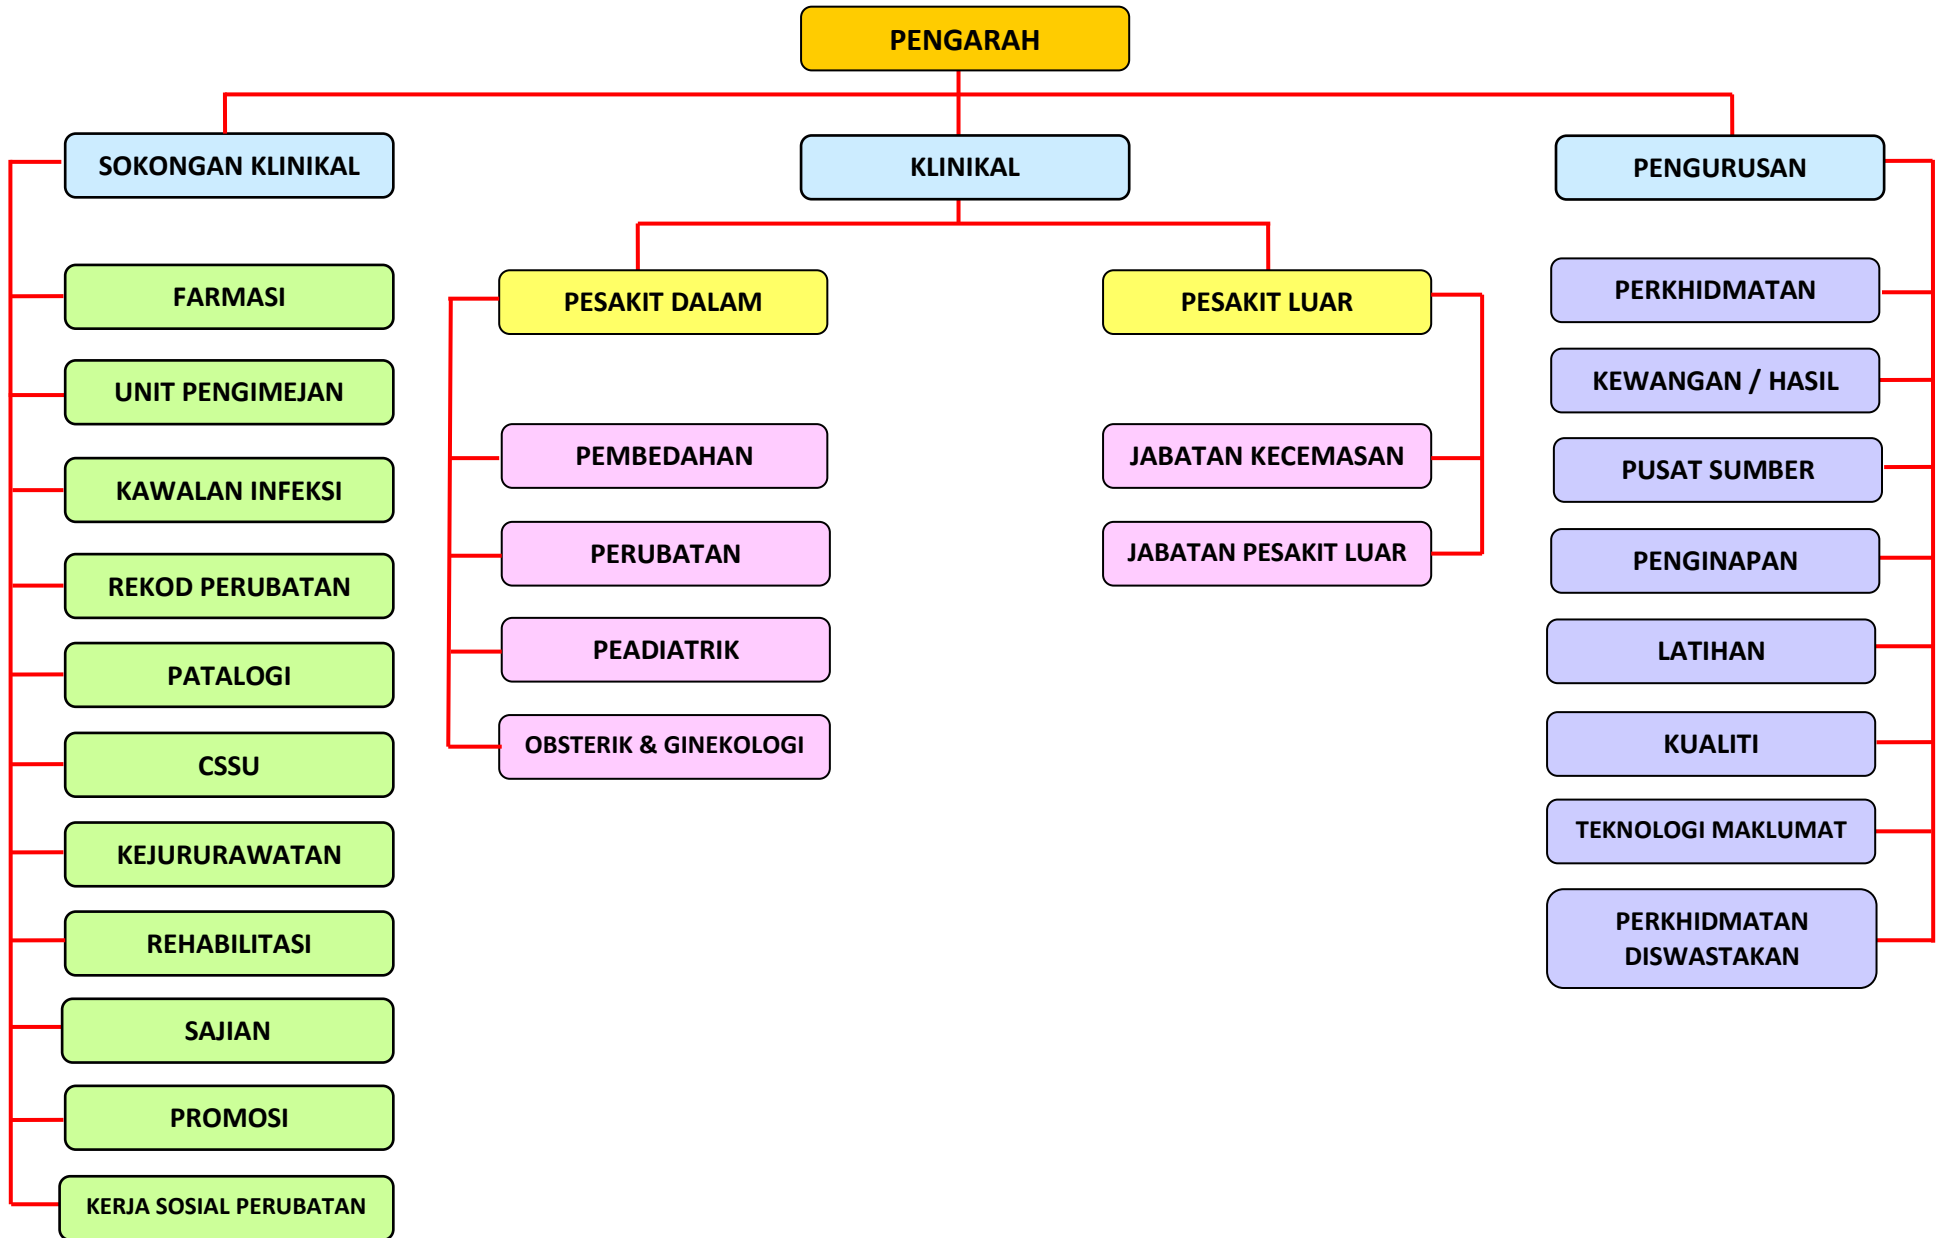 PENGARAH
SOKONGAN KLINIKAL
KLINIKAL
PENGURUSAN
FARMASI
UNIT PENGIMEJAN
KAWALAN INFEKSI
REKOD PERUBATAN
PATALOGI
CSSU
KEJURURAWATAN
REHABILITASI
SAJIAN
PROMOSI
KERJA SOSIAL PERUBATAN
PESAKIT DALAM
PEMBEDAHAN
PERUBATAN
PEADIATRIK
OBSTERIK & GINEKOLOGI
PESAKIT LUAR
JABATAN KECEMASAN
JABATAN PESAKIT LUAR
PERKHIDMATAN
KEWANGAN / HASIL
PUSAT SUMBER
PENGINAPAN
LATIHAN
KUALITI
TEKNOLOGI MAKLUMAT
PERKHIDMATAN
DISWASTAKAN